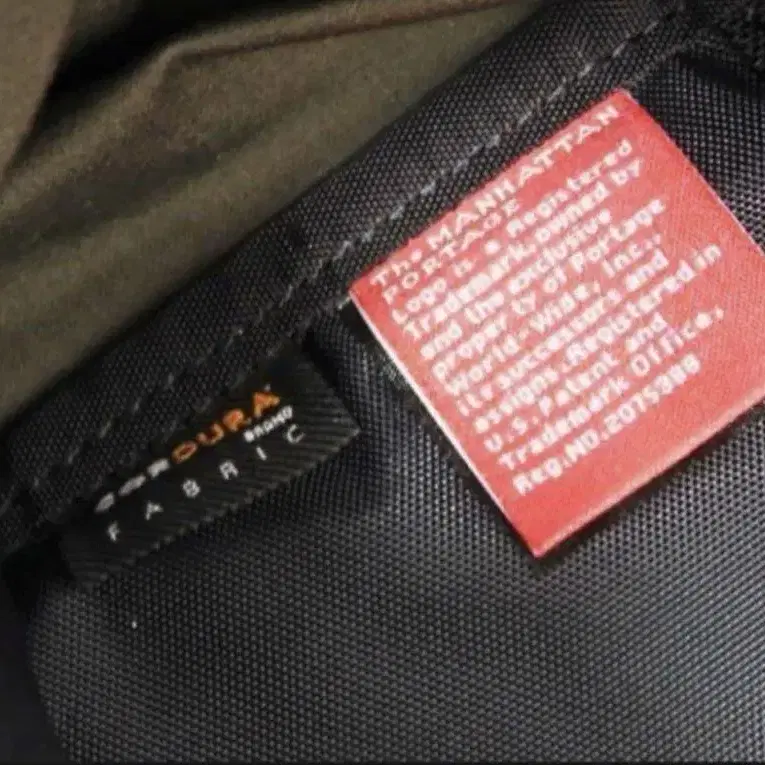 CORDURA
BRAND
FABRIC
The MANHATTAN
PORTAGE
Logo is a Registered
Trademark, owned by
and the exclusive
property of Portage
World-Wide, Inc.,
its successors and
assigns. Registered in
U.S. Patent and
Trademark Office,
Reg.NO.2075388